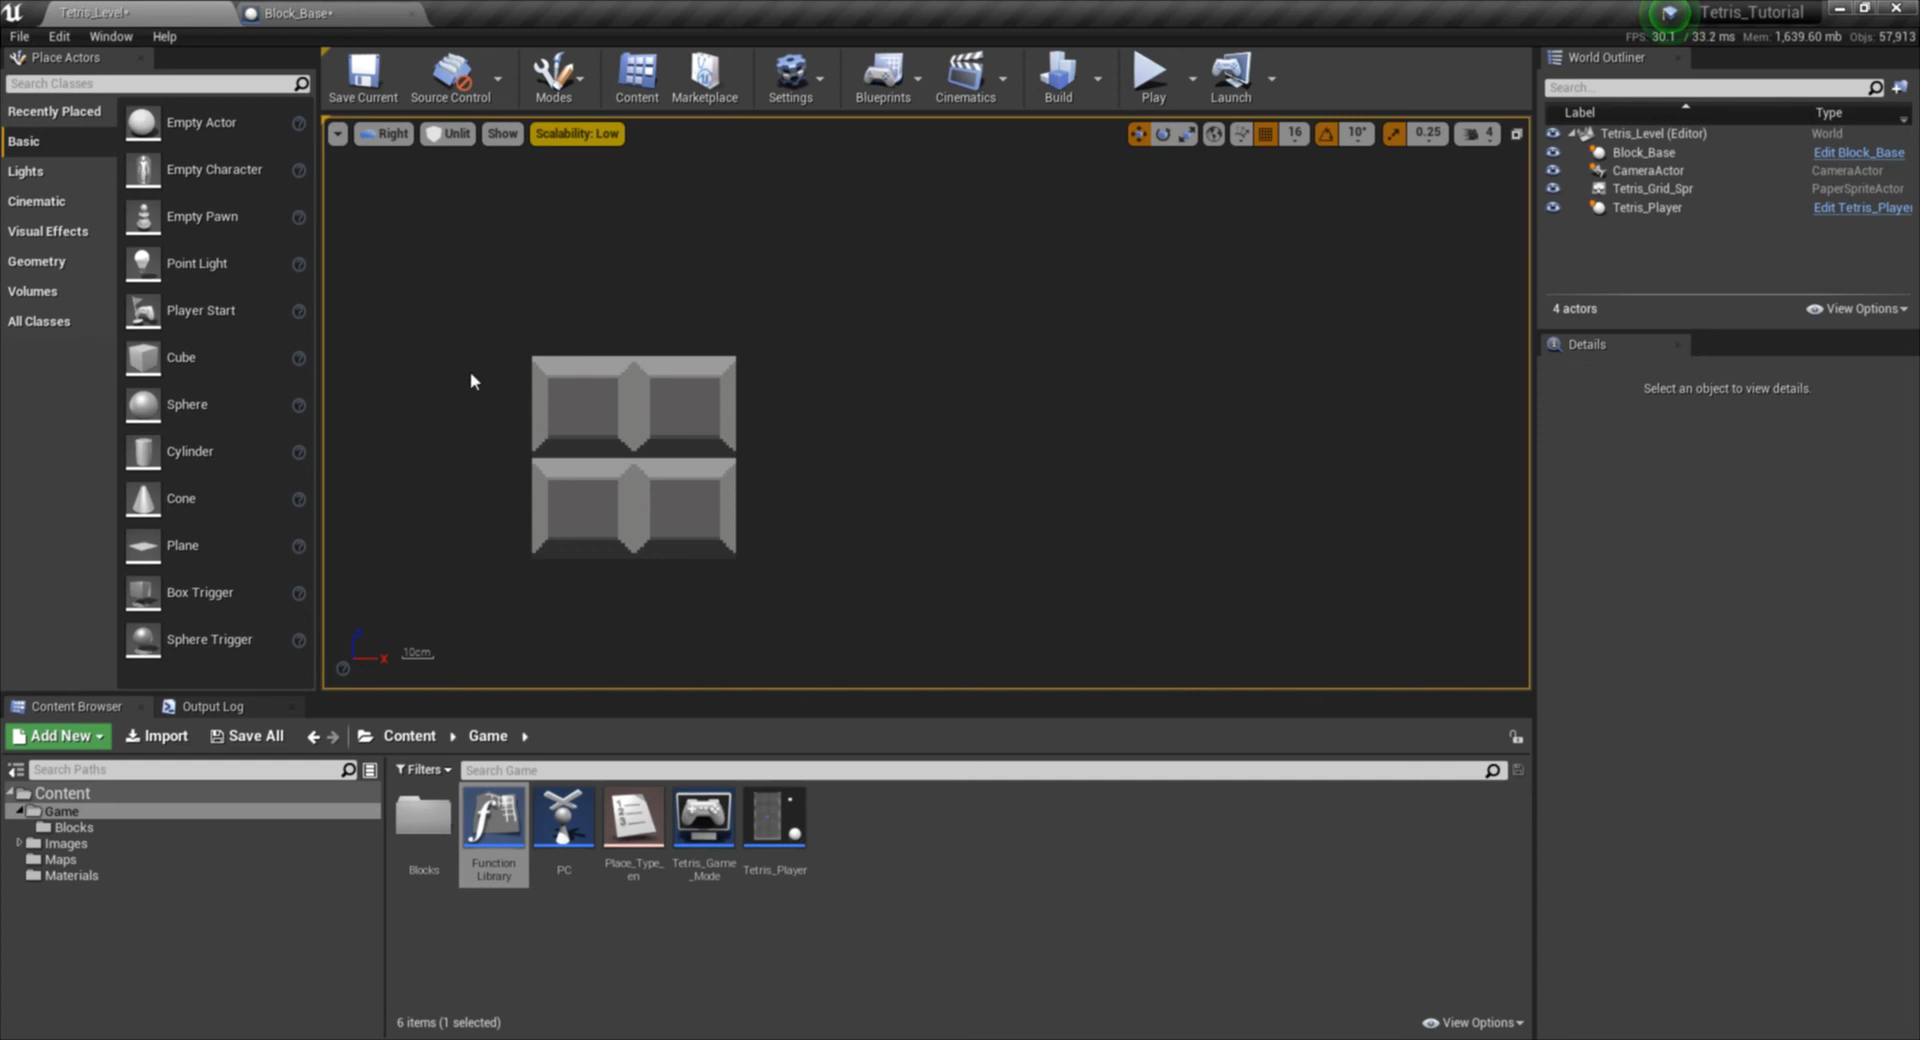 Tetris_Level•
Block_Base•
Tetris_Tutorial
File Edit Window Help
FPS: 30.1 / 33.2 ms Mem: 1,639.60 mb Objs: 57,913
Place Actors
Search Classes
Recently Placed
Basic
Lights
Cinematic
Visual Effects
Geometry
Volumes
All Classes
Empty Actor
Empty Character
Empty Pawn
Point Light
Player Start
Cube
Sphere
Cylinder
Cone
Plane
Box Trigger
Sphere Trigger
Save Current
Source Control
Modes
Content
Marketplace
Settings
Blueprints
Cinematics
Build
Play
Launch
Right
Unlit
Show
Scalability: Low
16
10°
0.25
4
X
10cm
World Outliner
Search...
Label Type
Tetris_Level (Editor) World
Block_Base Edit Block_Base
CameraActor CameraActor
Tetris_Grid_Spr PaperSpriteActor
Tetris_Player Edit Tetris_Player
4 actors
View Options
Details
Select an object to view details.
Content Browser
Output Log
Add New
Import
Save All
Content
Game
Search Paths
Content
Game
Blocks
Images
Maps
Materials
Filters
Search Game
Blocks
Function
Library
PC
Place_Type_
en
Tetris_Game
_Mode
Tetris_Player
6 items (1 selected)
View Options